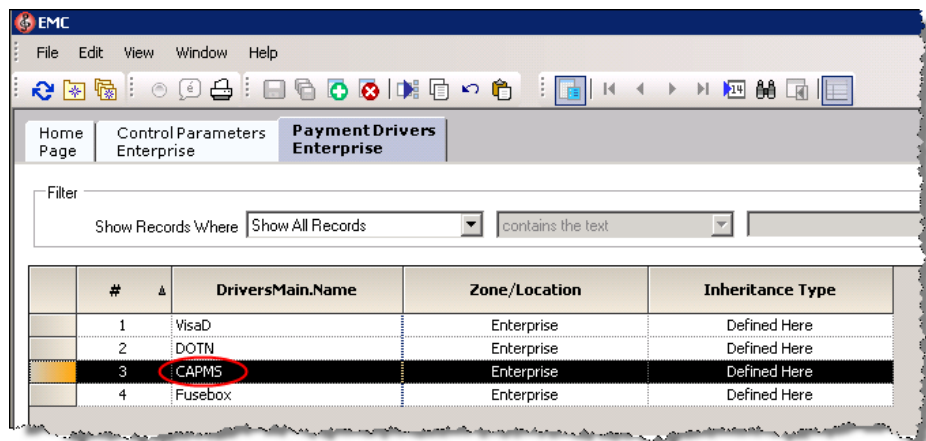 EMC
File Edit View Window Help
14
Home Page Control Parameters Enterprise Payment Drivers Enterprise
Filter
Show Records Where Show All Records contains the text
# DriversMain.Name Zone/Location Inheritance Type
1 VisaD Enterprise Defined Here
2 DOTN Enterprise Defined Here
3 CAPMS Enterprise Defined Here
4 Fusebox Enterprise Defined Here